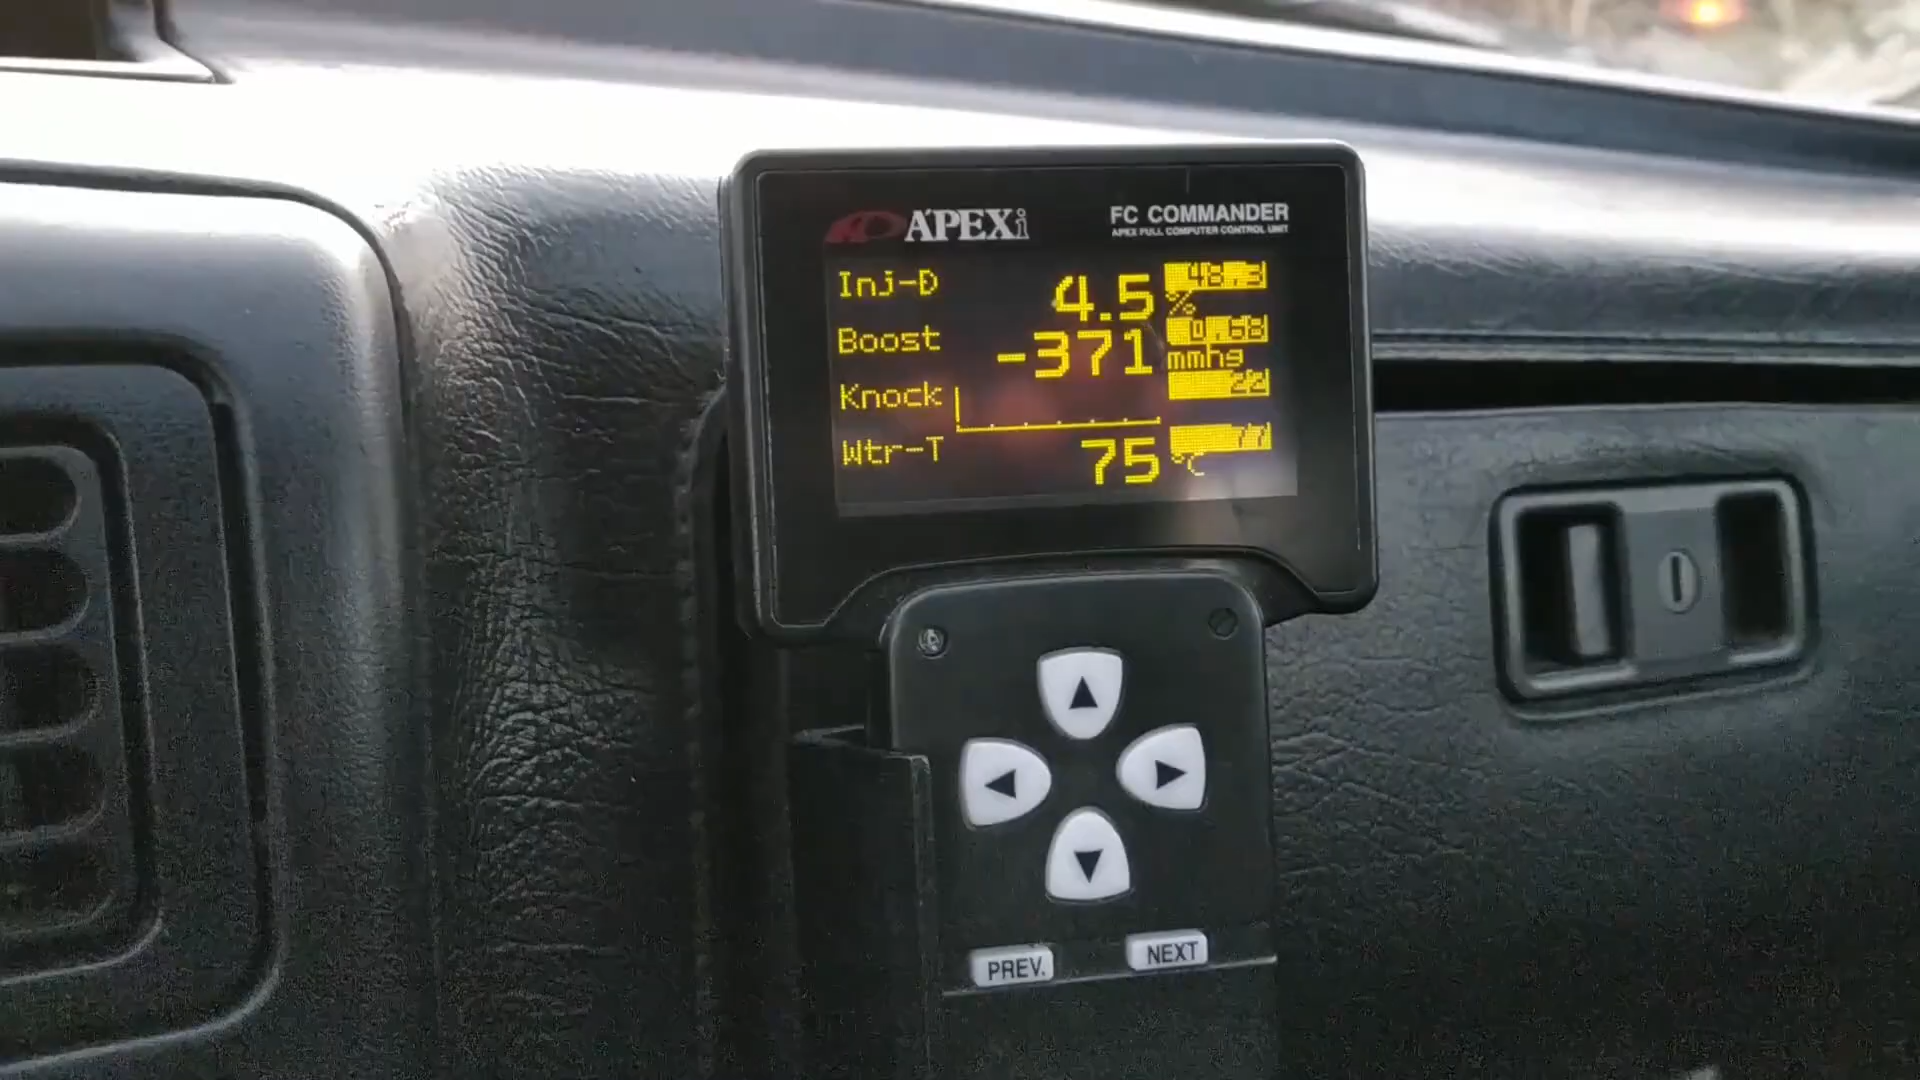 A'PEXi
FC COMMANDER
APEX FULL COMPUTER CONTROL UNIT
Inj-D 4.5 % 48.3
Boost -371 mmhg 0.68
Knock 22
Wtr-T 75 °C 77
PREV. NEXT